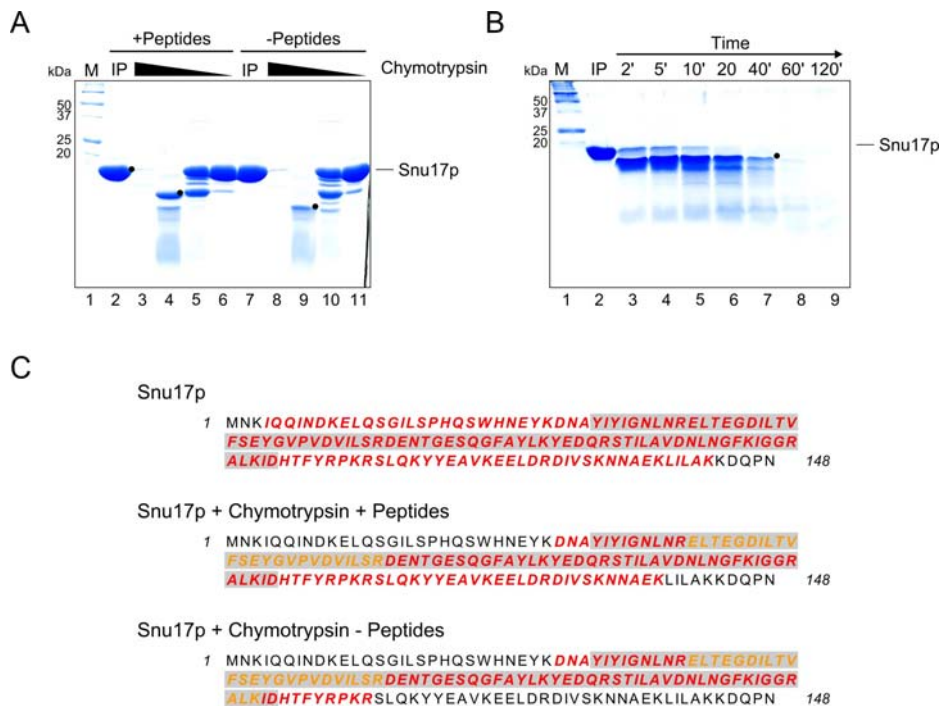 A
+Peptides -Peptides
kDa M IP IP Chymotrypsin
50
37
25
20
Snu17p
1 2 3 4 5 6 7 8 9 10 11
B
Time
kDa M IP 2' 5' 10' 20 40' 60' 120'
50
37
25
20
Snu17p
1 2 3 4 5 6 7 8 9
C
Snu17p
1 MNKIQQINDKELQSGILSPHQSWHNEYKDNAYIYIGNLNRELTEGDILTV
FSEYGVPVDVILSRDENTGESQGFAYLKYEDQRSTILAVDNLNGFKIGGR
ALKIDHTFYRPKRSLQKYYEAVKEELDRDIVSKNNAEKLILAKKDQPN 148
Snu17p + Chymotrypsin + Peptides
1 MNKIQQINDKELQSGILSPHQSWHNEYKDNAYIYIGNLNRELTEGDILTV
FSEYGVPVDVILSRDENTGESQGFAYLKYEDQRSTILAVDNLNGFKIGGR
ALKIDHTFYRPKRSLQKYYEAVKEELDRDIVSKNNAEKLILAKKDQPN 148
Snu17p + Chymotrypsin - Peptides
1 MNKIQQINDKELQSGILSPHQSWHNEYKDNAYIYIGNLNRELTEGDILTV
FSEYGVPVDVILSRDENTGESQGFAYLKYEDQRSTILAVDNLNGFKIGGR
ALKIDHTFYRPKRSLQKYYEAVKEELDRDIVSKNNAEKLILAKKDQPN 148